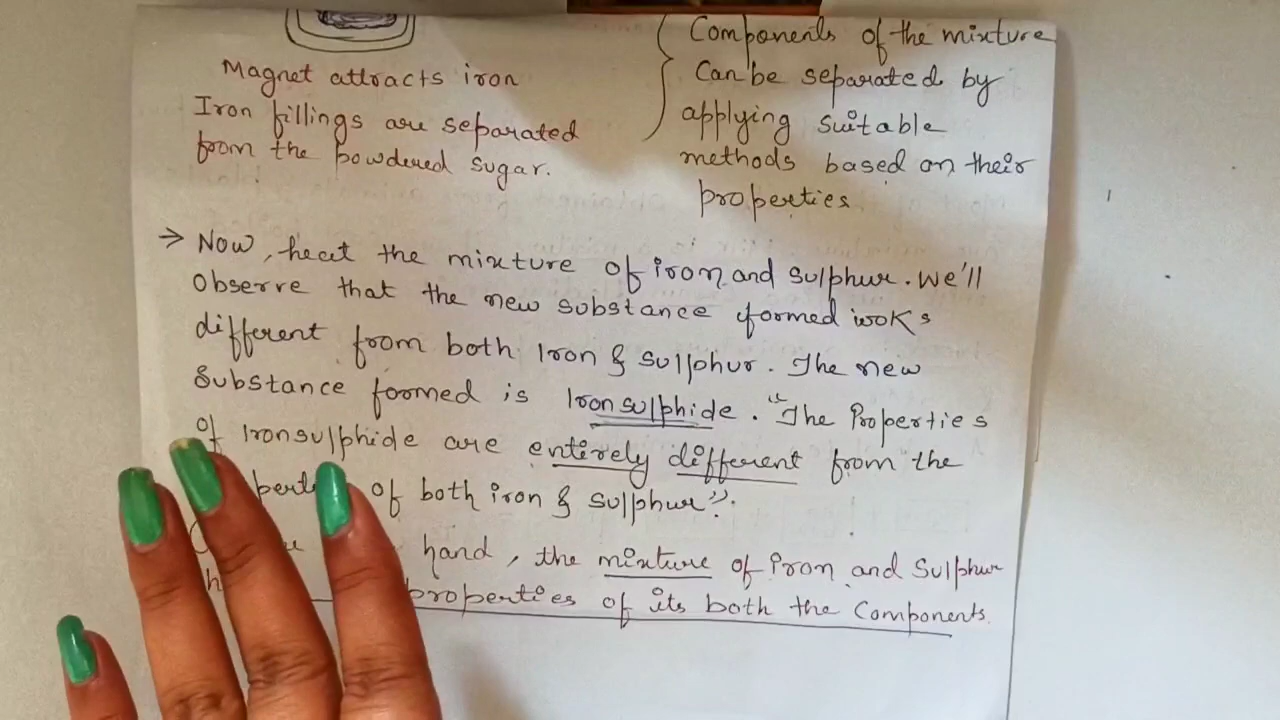 Magnet attracts iron
Iron fillings are separated
from the powdered sugar.
Components of the mixture
Can be separated by
applying suitable
methods based on their
properties
→ Now, heat the mixture of iron and sulphur. We'll
observe that the new substance formed woks
different from both Iron & sulphur. The new
Substance formed is Ironsulphide. "The Properties
of Ironsulphide are entirely different from the
of both iron & sulphur".
hand, the mixture of iron and Sulphur
properties of its both the Components.